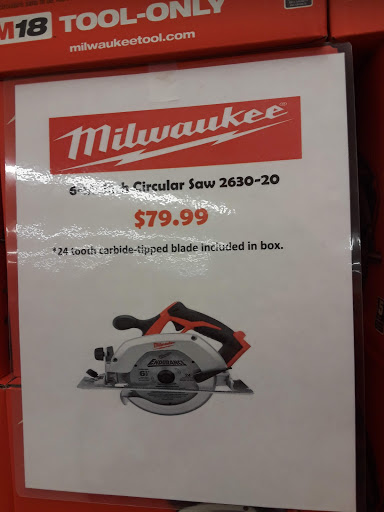 M18 TOOL-ONLY
milwaukeetool.com
Milwaukee
Circular Saw 2630-20
$79.99
*24 tooth carbide-tipped blade included in box.
Milwaukee